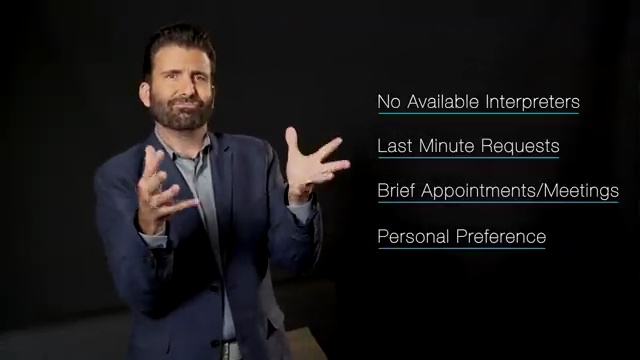 No Available Interpreters
Last Minute Requests
Brief Appointments/Meetings
Personal Preference